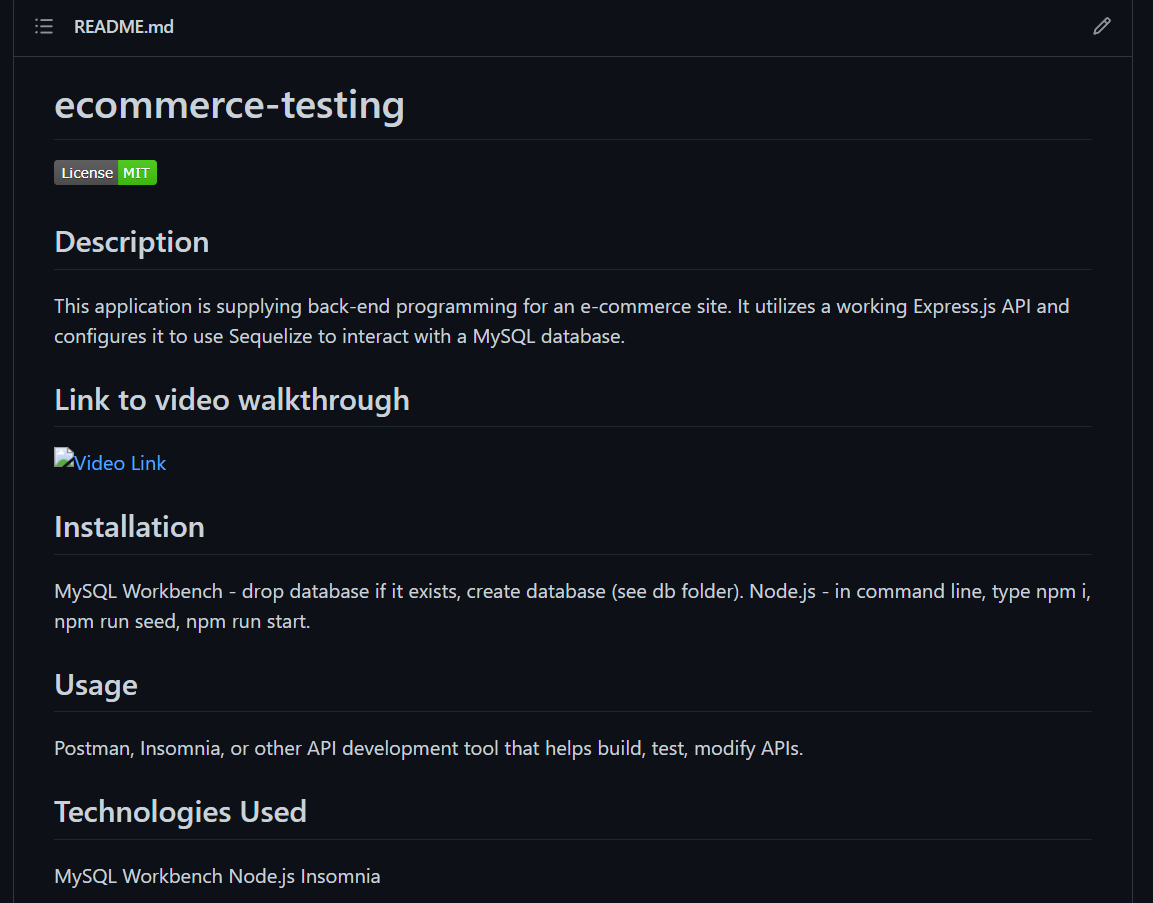 README.md
ecommerce-testing
License MIT
Description
This application is supplying back-end programming for an e-commerce site. It utilizes a working Express.js API and
configures it to use Sequelize to interact with a MySQL database.
Link to video walkthrough
Video Link
Installation
MySQL Workbench - drop database if it exists, create database (see db folder). Node.js - in command line, type npm i,
npm run seed, npm run start.
Usage
Postman, Insomnia, or other API development tool that helps build, test, modify APIs.
Technologies Used
MySQL Workbench Node.js Insomnia